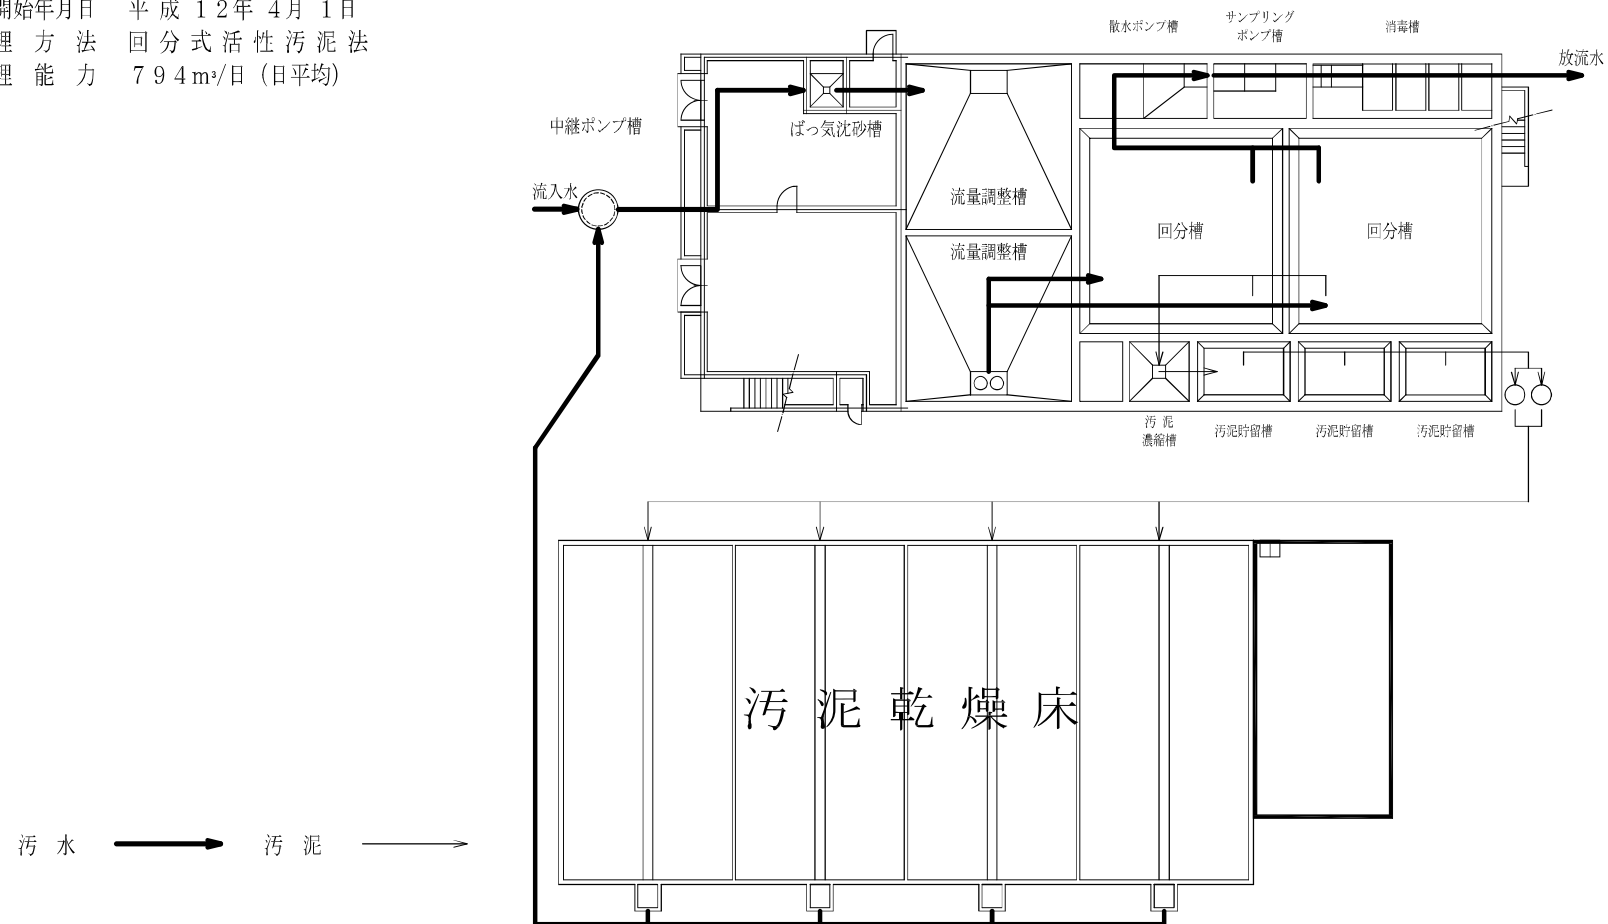 開始年月日 平成12年4月1日
理方法 回分式活性汚泥法
理能力 794m³/日(日平均)
散水ポンプ槽
サンプリング
ポンプ槽
消毒槽
放流水
中継ポンプ槽
ばっ気沈砂槽
流入水
流量調整槽
回分槽
回分槽
流量調整槽
汚泥
濃縮槽
汚泥貯留槽
汚泥貯留槽
汚泥貯留槽
汚泥乾燥床
汚水
汚泥